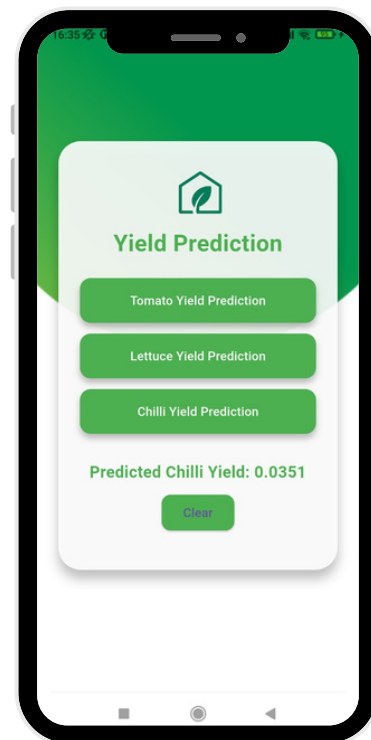 16:35
Yield Prediction
Tomato Yield Prediction
Lettuce Yield Prediction
Chilli Yield Prediction
Predicted Chilli Yield: 0.0351
Clear